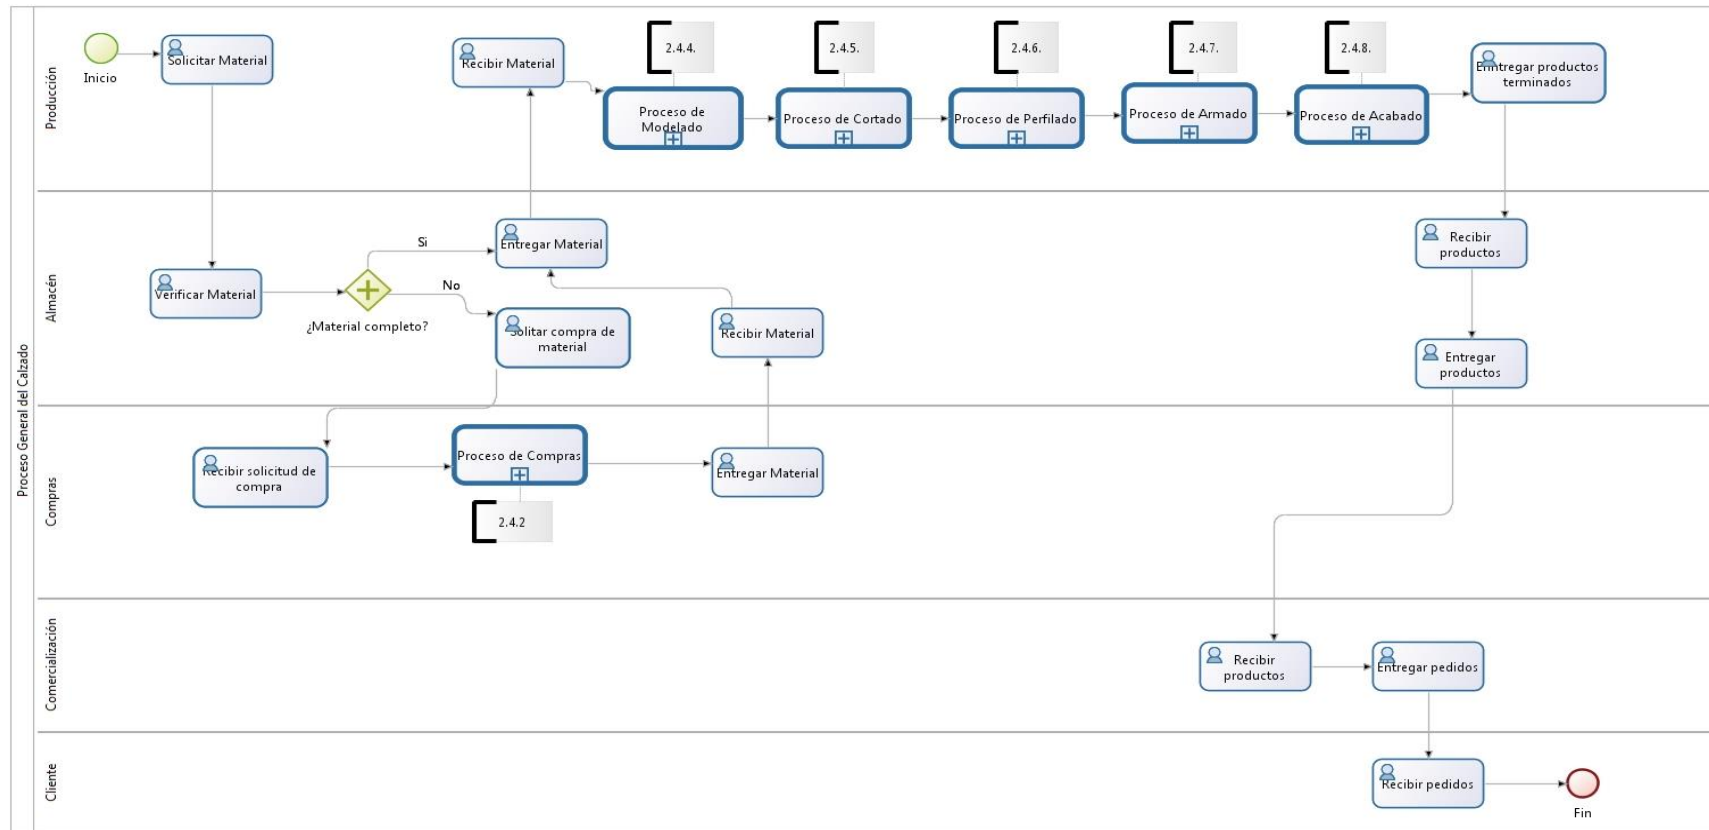 Proceso General del Calzado
Producción
Inicio
Solicitar Material
Recibir Material
2.4.4.
Proceso de
Modelado
2.4.5.
Proceso de Cortado
2.4.6.
Proceso de Perfilado
2.4.7.
Proceso de Armado
2.4.8.
Proceso de Acabado
Enntregar productos
terminados
Almacén
Verificar Material
¿Material completo?
Si
No
Entregar Material
Solitar compra de
material
Recibir Material
Recibir
productos
Entregar
productos
Compras
Recibir solicitud de
compra
Proceso de Compras
2.4.2
Entregar Material
Comercialización
Recibir
productos
Entregar pedidos
Cliente
Recibir pedidos
Fin